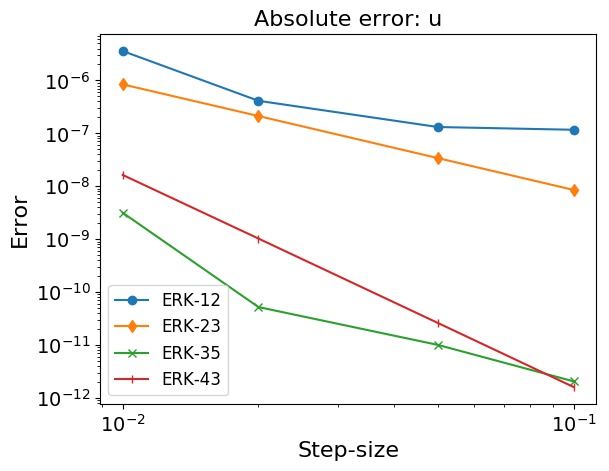 Absolute error: u
Error
10⁻⁶
10⁻⁷
10⁻⁸
10⁻⁹
10⁻¹⁰
10⁻¹¹
10⁻¹²
ERK-12
ERK-23
ERK-35
ERK-43
10⁻²
10⁻¹
Step-size